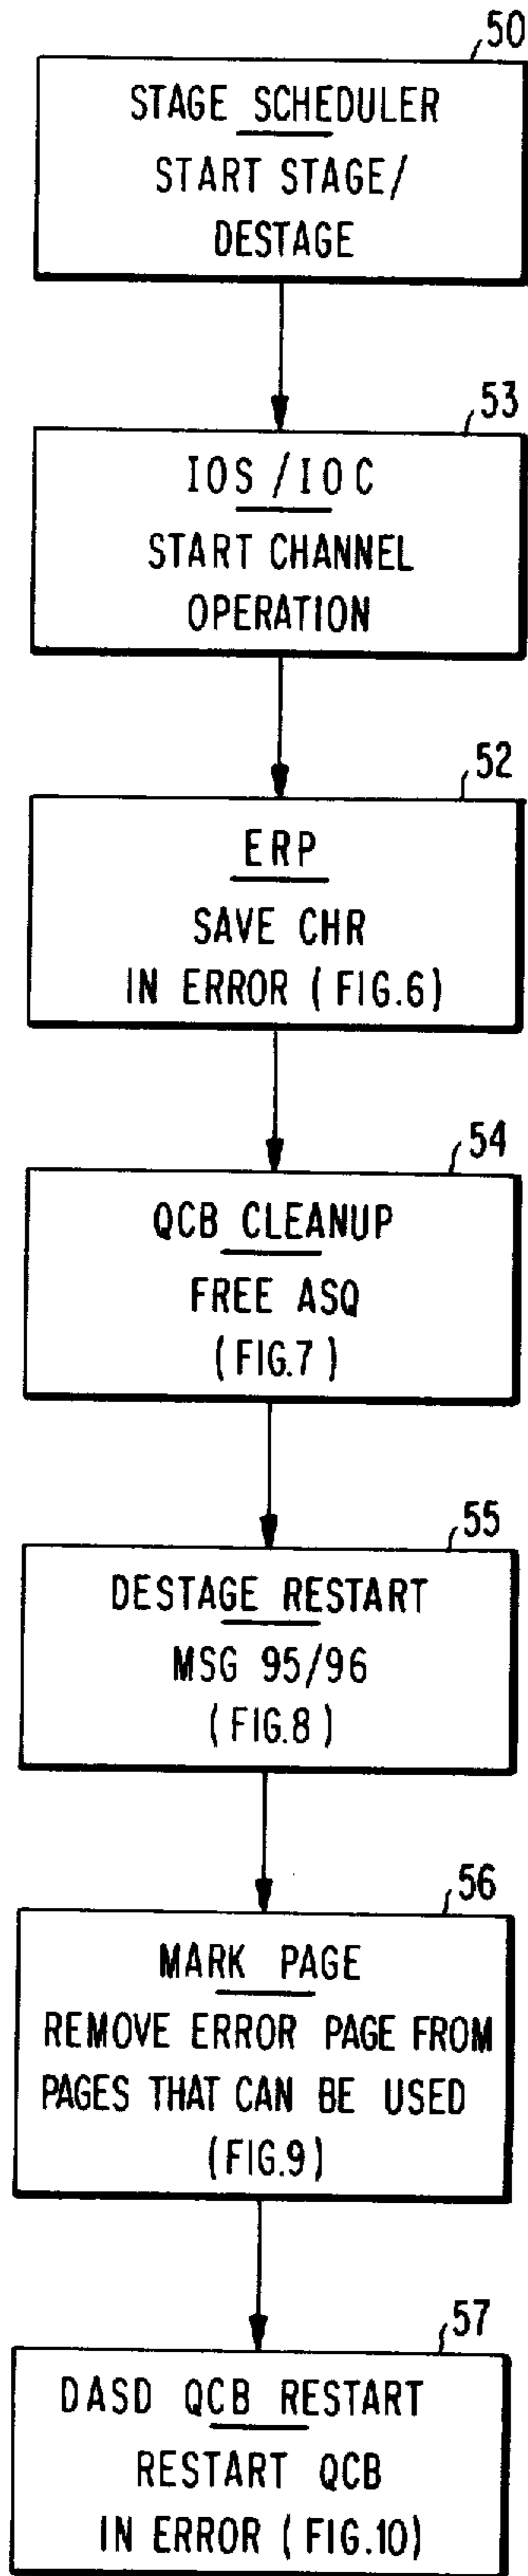 50
STAGE SCHEDULER
START STAGE/
DESTAGE
53
IOS/IOC
START CHANNEL
OPERATION
52
ERP
SAVE CHR
IN ERROR (FIG.6)
54
QCB CLEANUP
FREE ASQ
(FIG.7)
55
DESTAGE RESTART
MSG 95/96
(FIG.8)
56
MARK PAGE
REMOVE ERROR PAGE FROM
PAGES THAT CAN BE USED
(FIG.9)
57
DASD QCB RESTART
RESTART QCB
IN ERROR (FIG.10)